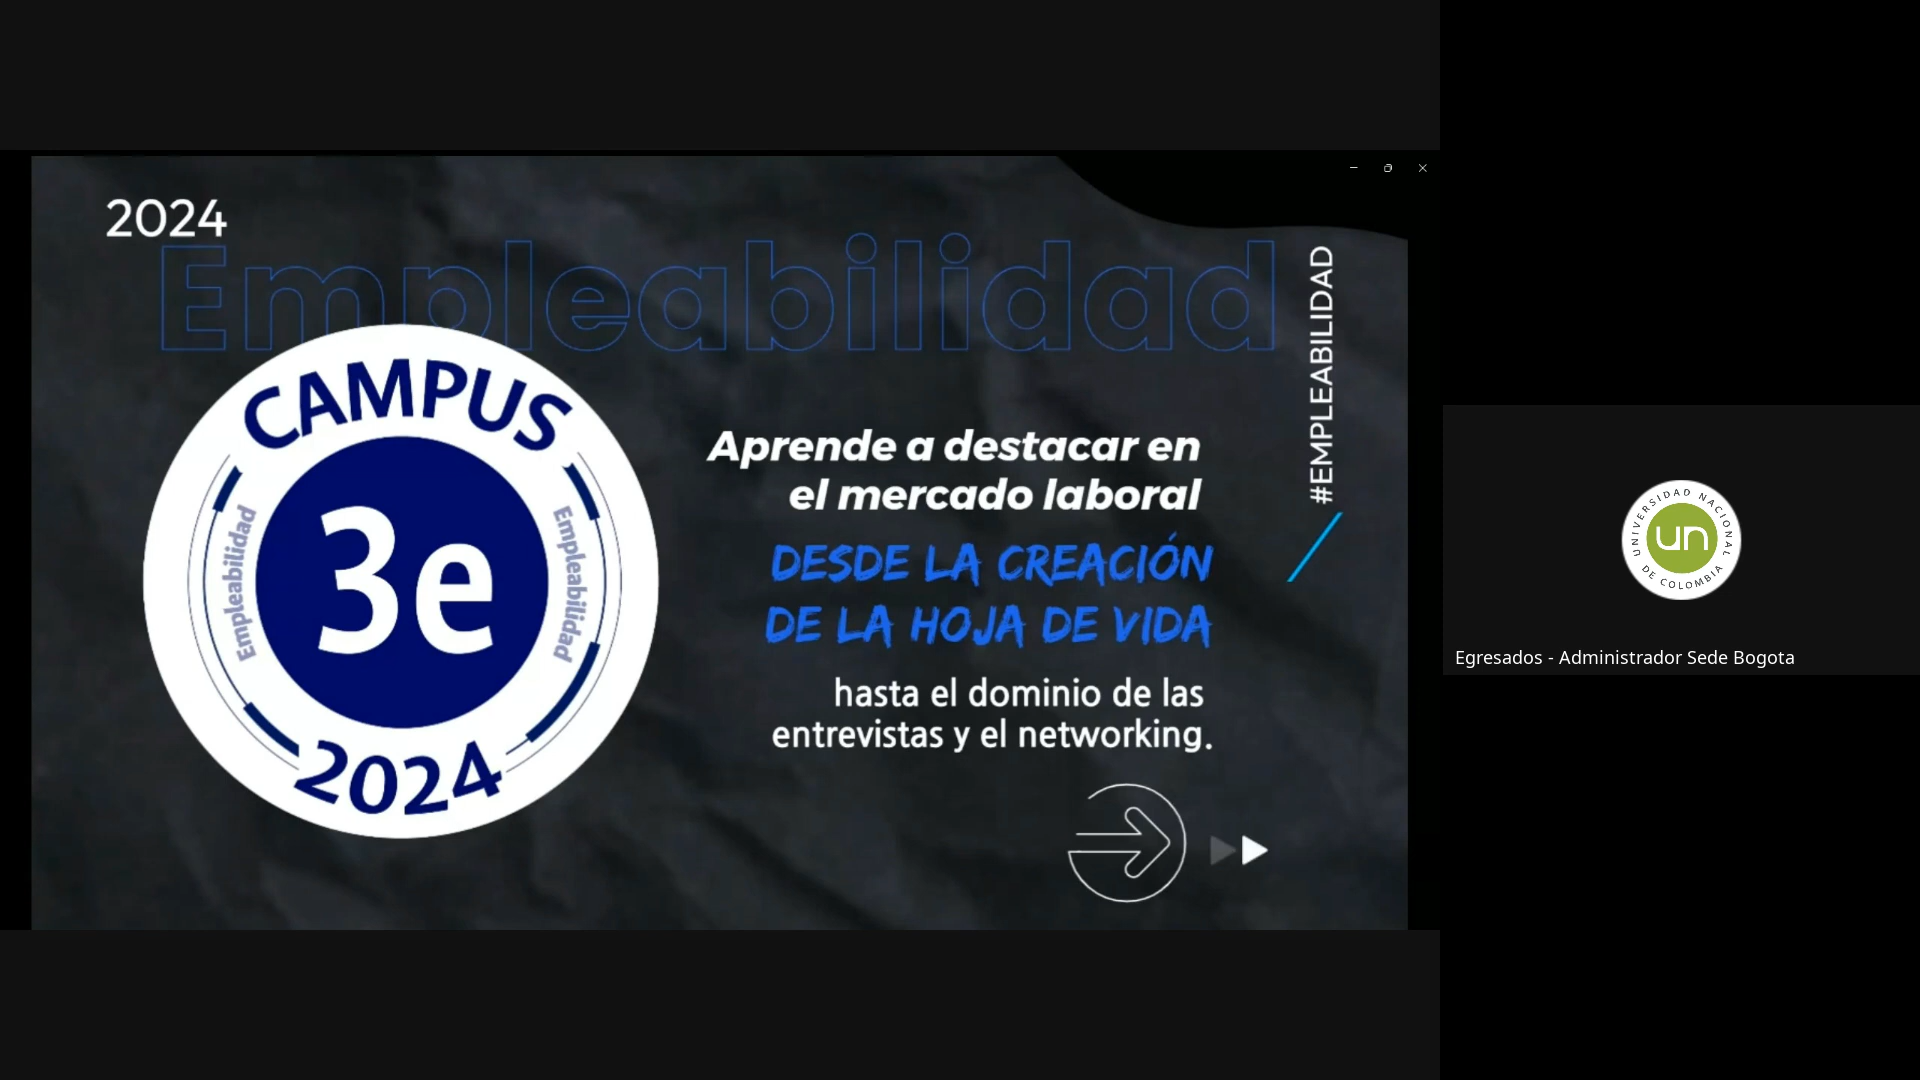 2024
Empleabilidad
#EMPLEABILIDAD
CAMPUS
Empleabilidad
3e
Empleabilidad
2024
Aprende a destacar en
el mercado laboral
DESDE LA CREACIÓN
DE LA HOJA DE VIDA
hasta el dominio de las
entrevistas y el networking.
UNIVERSIDAD NACIONAL
un
DE COLOMBIA
Egresados - Administrador Sede Bogota